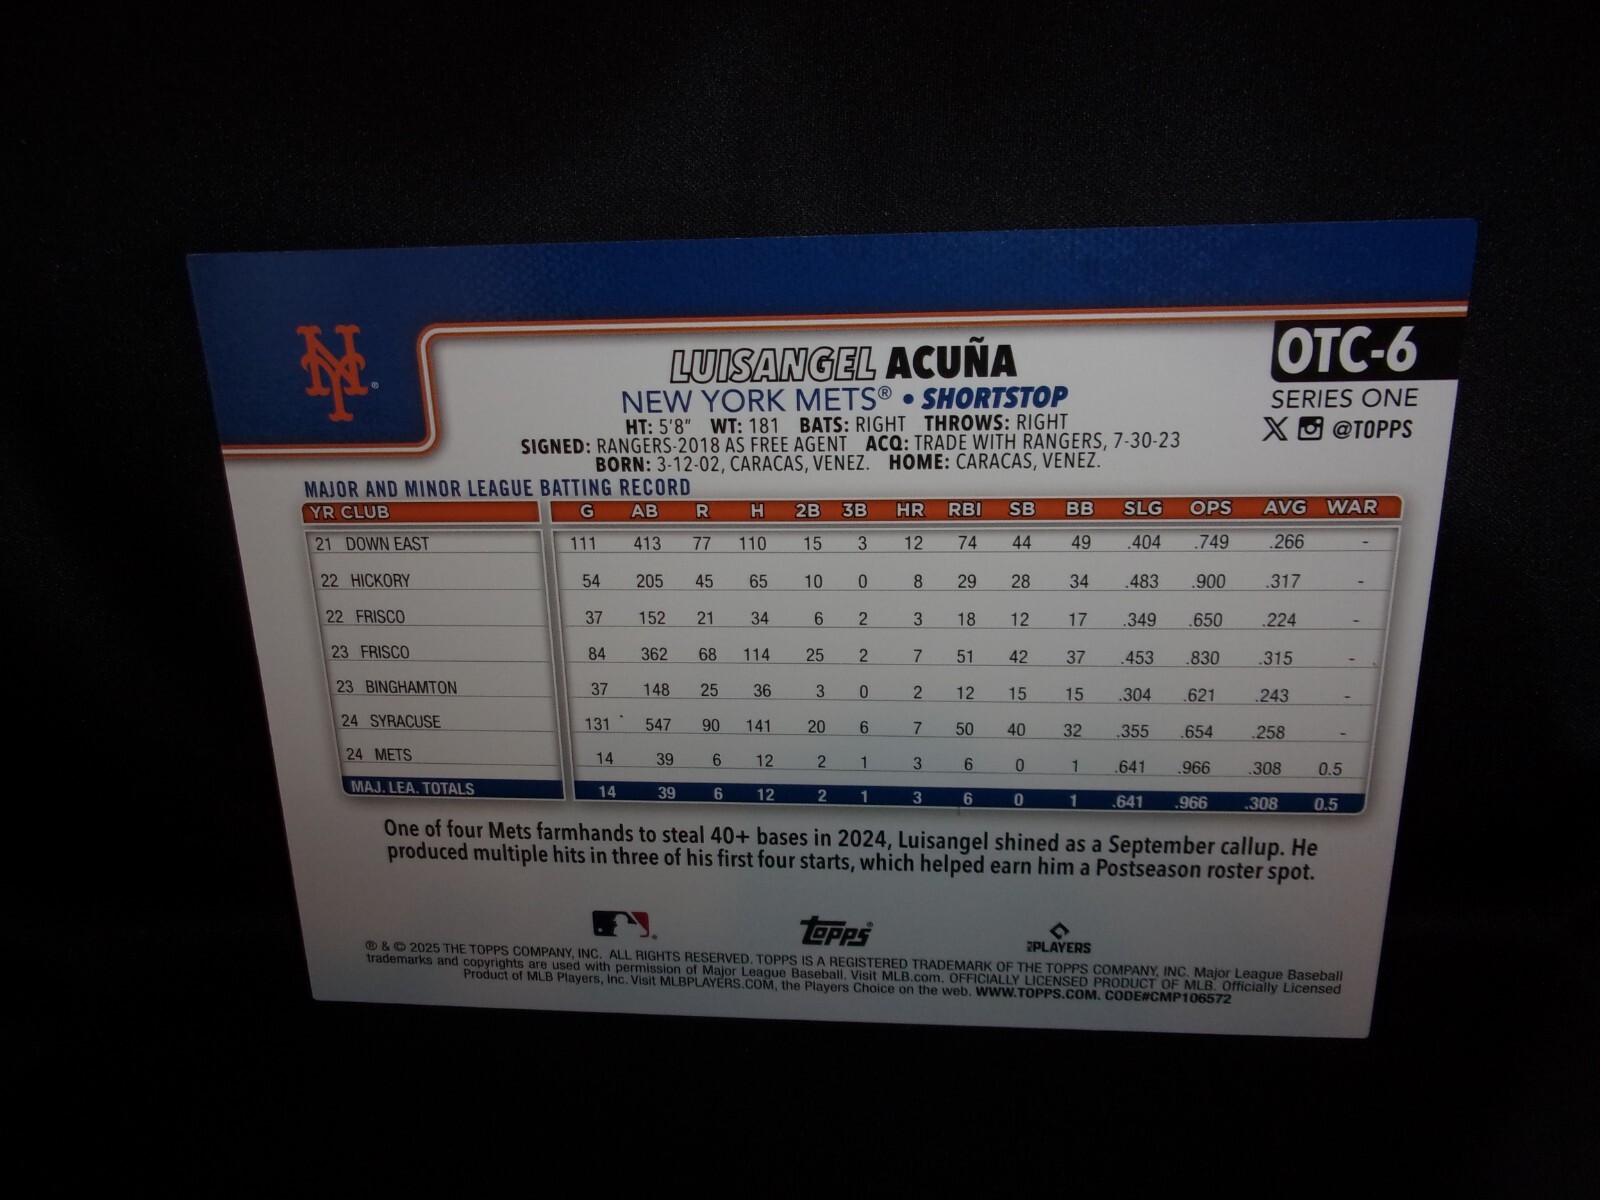 NY
OTC-6
LUISANGEL ACUÑA
NEW YORK METS® • SHORTSTOP
SERIES ONE
HT: 5'8" WT: 181 BATS: RIGHT THROWS: RIGHT
@TOPPS
SIGNED: RANGERS-2018 AS FREE AGENT ACQ: TRADE WITH RANGERS, 7-30-23
BORN: 3-12-02, CARACAS, VENEZ. HOME: CARACAS, VENEZ.
MAJOR AND MINOR LEAGUE BATTING RECORD
YR CLUB G AB R H 2B 3B HR RBI SB BB SLG OPS AVG WAR
21 DOWN EAST 111 413 77 110 15 3 12 74 44 49 .404 .749 .266 -
22 HICKORY 54 205 45 65 10 0 8 29 28 34 .483 .900 .317 -
22 FRISCO 37 152 21 34 6 2 3 18 12 17 .349 .650 .224 -
23 FRISCO 84 362 68 114 25 2 7 51 42 37 .453 .830 .315 -
23 BINGHAMTON 37 148 25 36 3 0 2 12 15 15 .304 .621 .243 -
24 SYRACUSE 131 547 90 141 20 6 7 50 40 32 .355 .654 .258 -
24 METS 14 39 6 12 2 1 3 6 0 1 .641 .966 .308 0.5
MAJ. LEA. TOTALS 14 39 6 12 2 1 3 6 0 1 .641 .966 .308 0.5
One of four Mets farmhands to steal 40+ bases in 2024, Luisangel shined as a September callup. He
produced multiple hits in three of his first four starts, which helped earn him a Postseason roster spot.
topps®
MLB PLAYERS
® & © 2025 THE TOPPS COMPANY, INC. ALL RIGHTS RESERVED. TOPPS IS A REGISTERED TRADEMARK OF THE TOPPS COMPANY, INC. Major League Baseball
trademarks and copyrights are used with permission of Major League Baseball. Visit MLB.com. OFFICIALLY LICENSED PRODUCT OF MLB. Officially Licensed
Product of MLB Players, Inc. Visit MLBPLAYERS.COM, the Players Choice on the web. WWW.TOPPS.COM. CODE#CMP106572